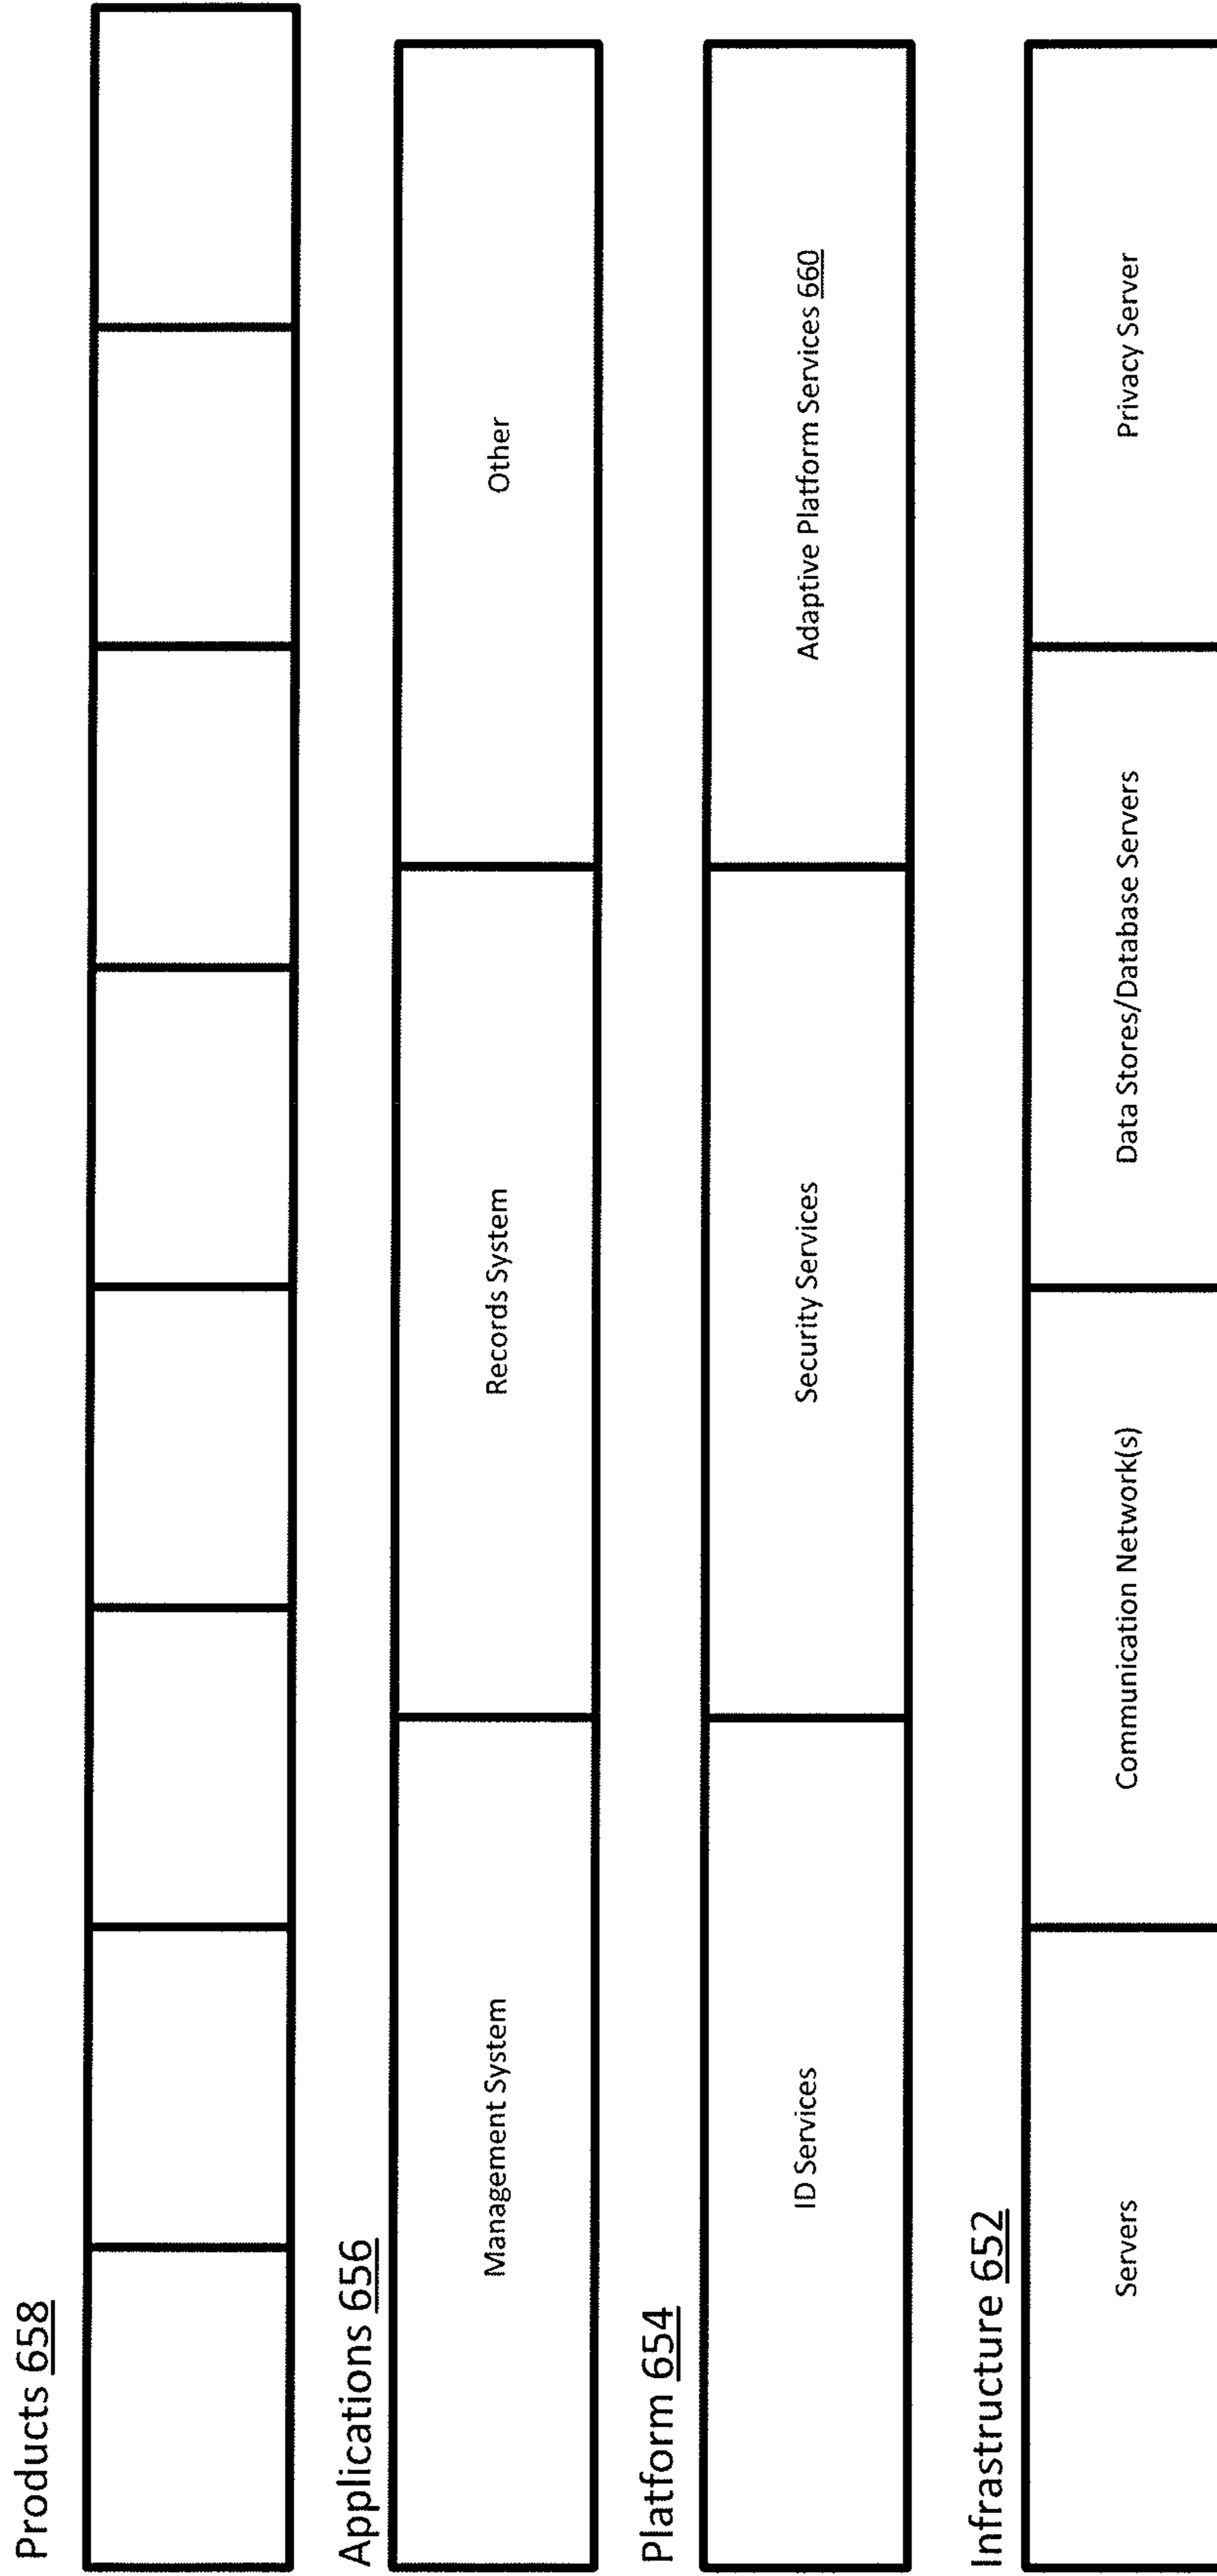 Products 658
Applications 656
Management System
Records System
Other
Platform 654
ID Services
Security Services
Adaptive Platform Services 660
Infrastructure 652
Servers
Communication Network(s)
Data Stores/Database Servers
Privacy Server